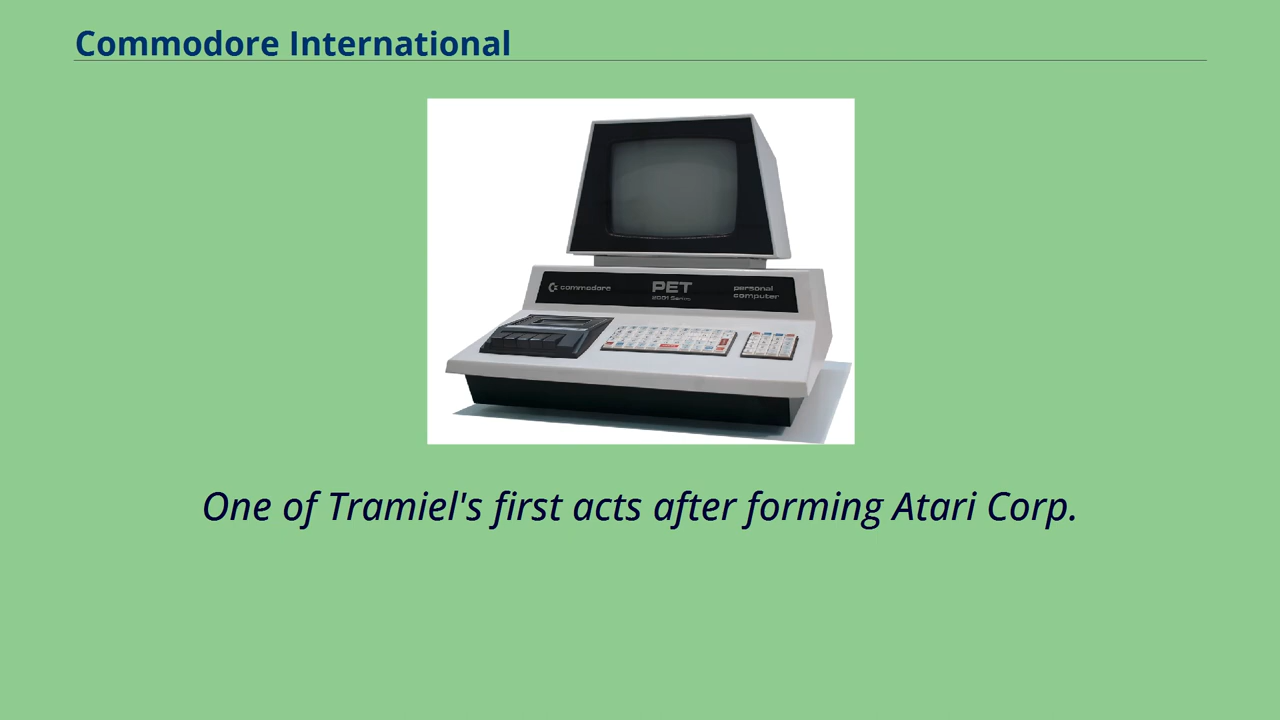 Commodore International
commodore
PET
2001 Series
personal
computer
One of Tramiel's first acts after forming Atari Corp.